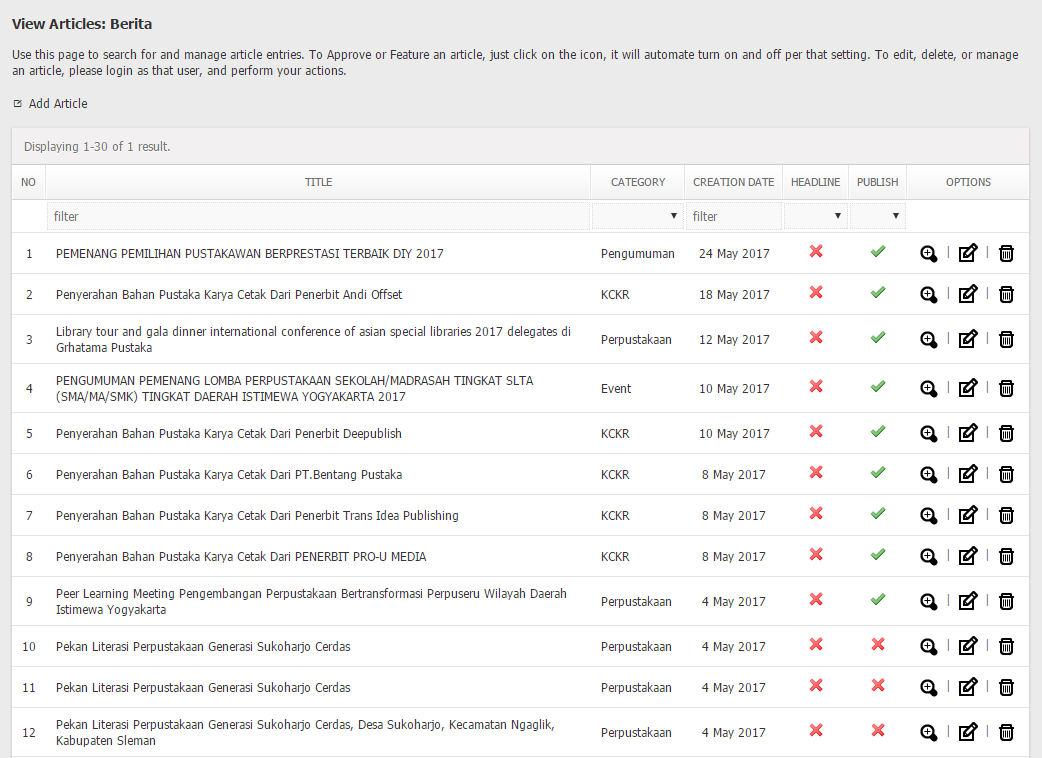 View Articles: Berita
Use this page to search for and manage article entries. To Approve or Feature an article, just click on the icon, it will automate turn on and off per that setting. To edit, delete, or manage
an article, please login as that user, and perform your actions.
Add Article
Displaying 1-30 of 1 result.
NO TITLE CATEGORY CREATION DATE HEADLINE PUBLISH OPTIONS
filter filter
1 PEMENANG PEMILIHAN PUSTAKAWAN BERPRESTASI TERBAIK DIY 2017 Pengumuman 24 May 2017 | |
2 Penyerahan Bahan Pustaka Karya Cetak Dari Penerbit Andi Offset KCKR 18 May 2017 | |
3 Library tour and gala dinner international conference of asian special libraries 2017 delegates di
Grhatama Pustaka Perpustakaan 12 May 2017 | |
4 PENGUMUMAN PEMENANG LOMBA PERPUSTAKAAN SEKOLAH/MADRASAH TINGKAT SLTA
(SMA/MA/SMK) TINGKAT DAERAH ISTIMEWA YOGYAKARTA 2017 Event 10 May 2017 | |
5 Penyerahan Bahan Pustaka Karya Cetak Dari Penerbit Deepublish KCKR 10 May 2017 | |
6 Penyerahan Bahan Pustaka Karya Cetak Dari PT.Bentang Pustaka KCKR 8 May 2017 | |
7 Penyerahan Bahan Pustaka Karya Cetak Dari Penerbit Trans Idea Publishing KCKR 8 May 2017 | |
8 Penyerahan Bahan Pustaka Karya Cetak Dari PENERBIT PRO-U MEDIA KCKR 8 May 2017 | |
9 Peer Learning Meeting Pengembangan Perpustakaan Bertransformasi Perpuseru Wilayah Daerah
Istimewa Yogyakarta Perpustakaan 4 May 2017 | |
10 Pekan Literasi Perpustakaan Generasi Sukoharjo Cerdas Perpustakaan 4 May 2017 | |
11 Pekan Literasi Perpustakaan Generasi Sukoharjo Cerdas Perpustakaan 4 May 2017 | |
12 Pekan Literasi Perpustakaan Generasi Sukoharjo Cerdas, Desa Sukoharjo, Kecamatan Ngaglik,
Kabupaten Sleman Perpustakaan 4 May 2017 | |